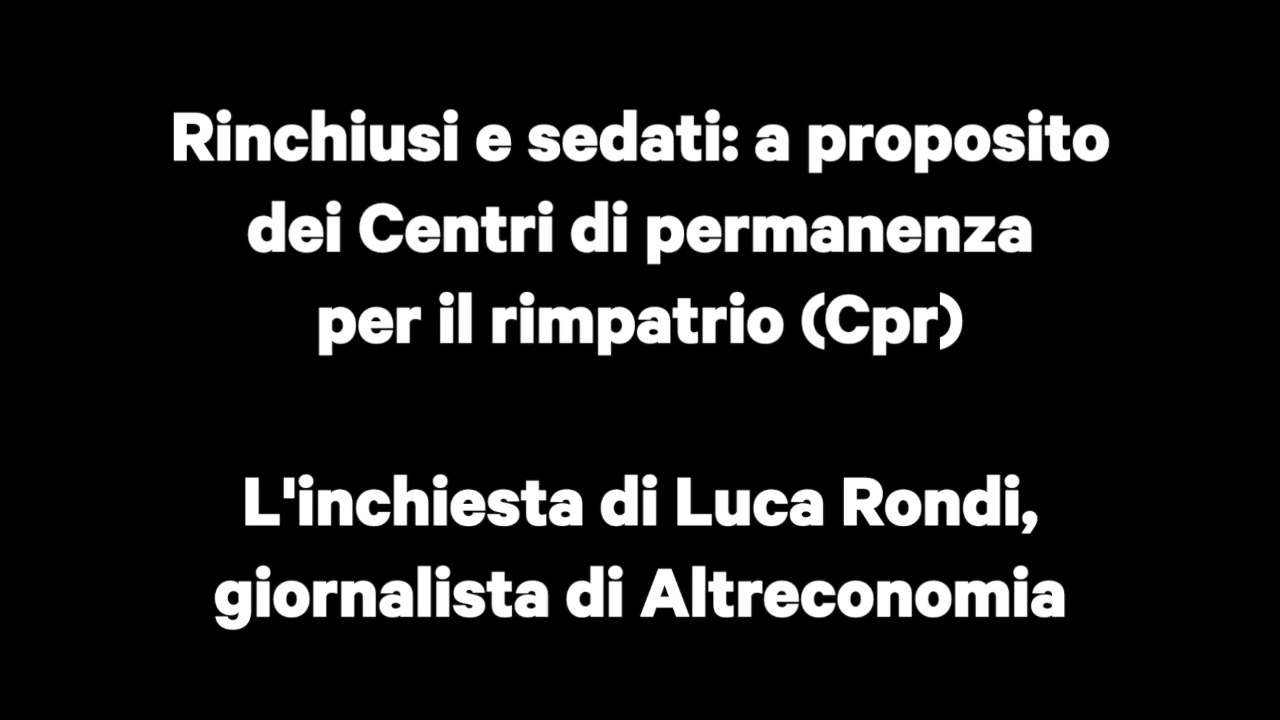 Rinchiusi e sedati: a proposito
dei Centri di permanenza
per il rimpatrio (Cpr)
L'inchiesta di Luca Rondi,
giornalista di Altreconomia